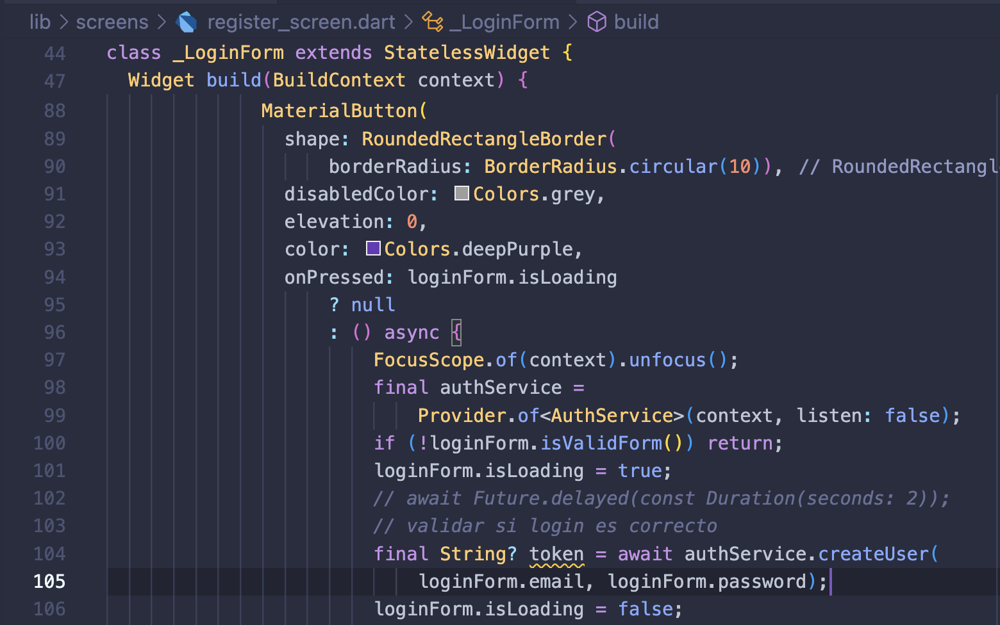 lib > screens > register_screen.dart > _LoginForm > build
44 class _LoginForm extends StatelessWidget {
47 Widget build(BuildContext context) {
88 MaterialButton(
89 shape: RoundedRectangleBorder(
90 borderRadius: BorderRadius.circular(10)), // RoundedRectangl
91 disabledColor: Colors.grey,
92 elevation: 0,
93 color: Colors.deepPurple,
94 onPressed: loginForm.isLoading
95 ? null
96 : () async {
97 FocusScope.of(context).unfocus();
98 final authService =
99 Provider.of<AuthService>(context, listen: false);
100 if (!loginForm.isValidForm()) return;
101 loginForm.isLoading = true;
102 // await Future.delayed(const Duration(seconds: 2));
103 // validar si login es correcto
104 final String? token = await authService.createUser(
105 loginForm.email, loginForm.password);
106 loginForm.isLoading = false;